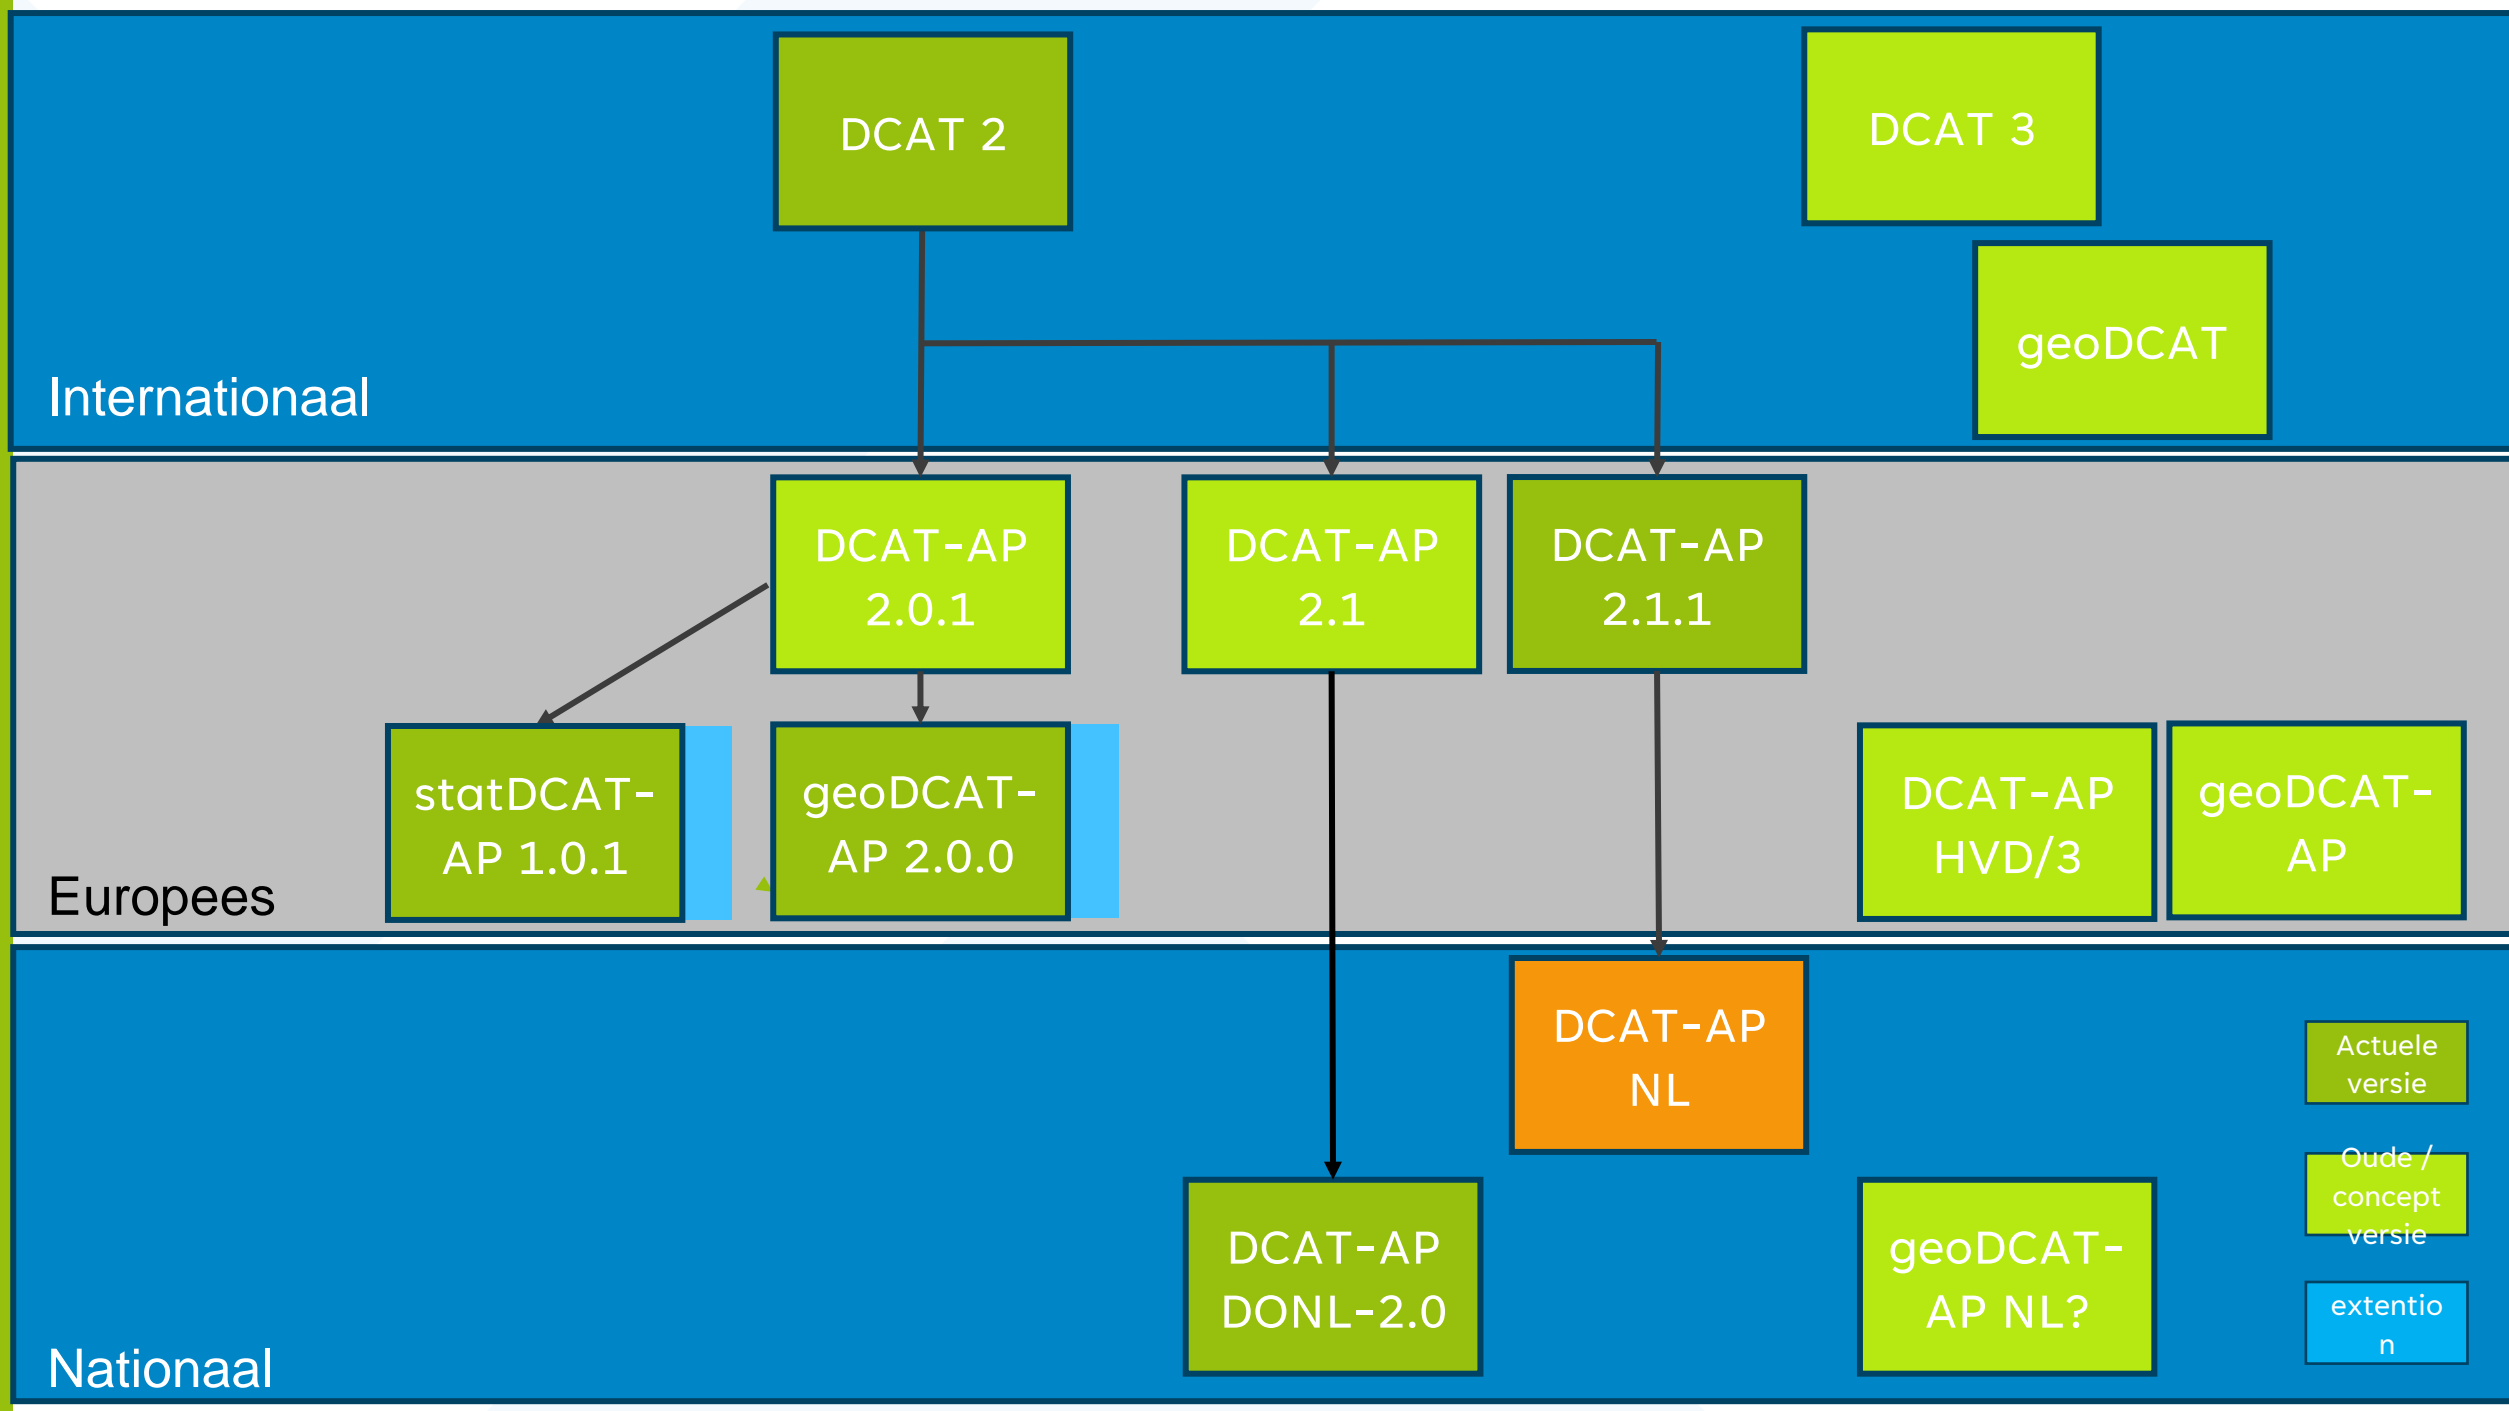 DCAT 2
DCAT 3
geoDCAT
Internationaal
DCAT-AP
2.0.1
DCAT-AP
2.1
DCAT-AP
2.1.1
statDCAT-
AP 1.0.1
geoDCAT-
AP 2.0.0
DCAT-AP
HVD/3
geoDCAT-
AP
Europees
DCAT-AP
NL
DCAT-AP
DONL-2.0
geoDCAT-
AP NL?
Actuele
versie
Oude /
concept
versie
extentio
n
Nationaal